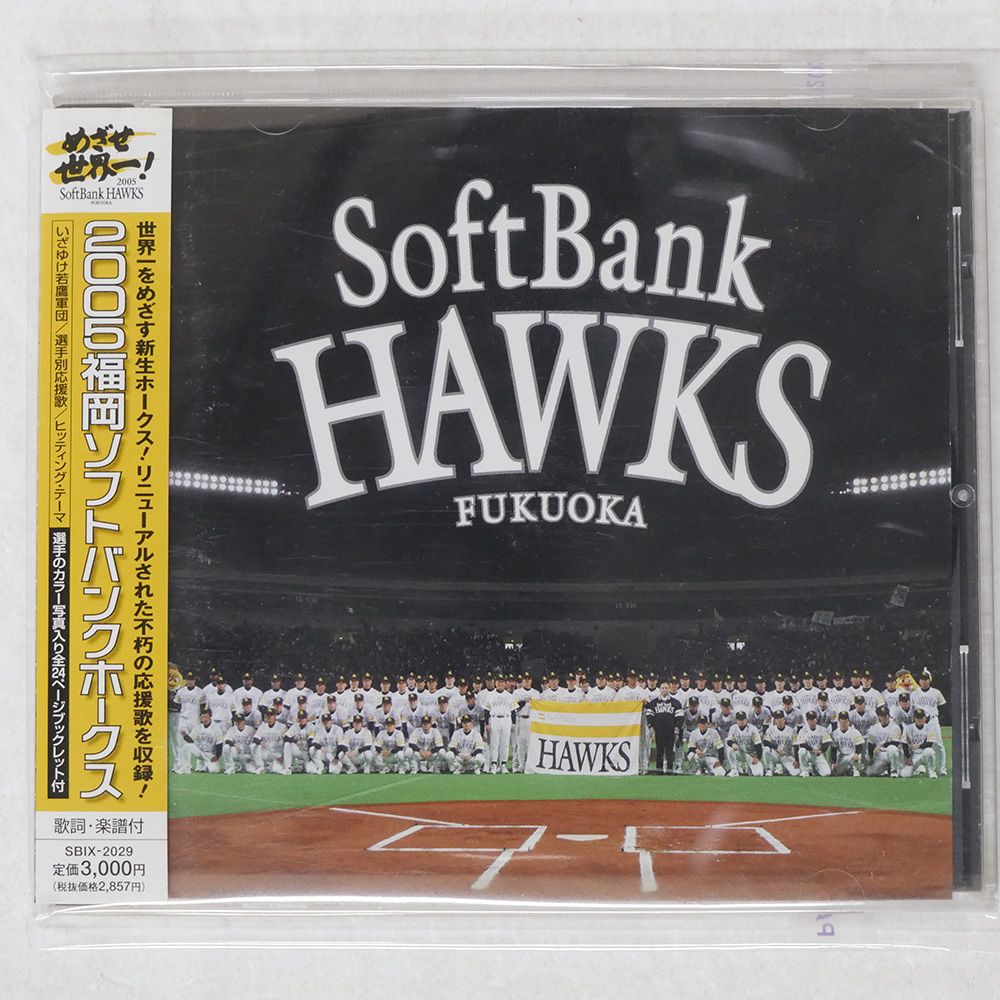 めざせ
世界一!
2005
SoftBank HAWKS
FUKUOKA
世界一をめざす新生ホークス!リニューアルされた不朽の応援歌を収録!
2005福岡ソフトバンクホークス
いざゆけ若鷹軍団/選手別応援歌/ヒッティング・テーマ
選手のカラー写真入り全24ページブックレット付
歌詞・楽譜付
SBIX-2029
定価3,000円
(税抜価格2,857円)
SoftBank
HAWKS
FUKUOKA
HAWKS